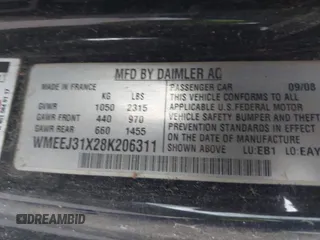 MFD BY DAIMLER AG
MADE IN FRANCE
KG LBS
GVWR 1050 2315
GAWR FRONT 440 970
GAWR REAR 660 1455
WMEEJ31X28K206311
PASSENGER CAR 09/08
THIS VEHICLE CONFORMS TO ALL
APPLICABLE U.S. FEDERAL MOTOR
VEHICLE SAFETY BUMPER AND THEFT
PREVENTION STANDARDS IN EFFECT
ON THE DATE OF MANUFACTURE
LU:EB1 LO:EAY
DREAMBID